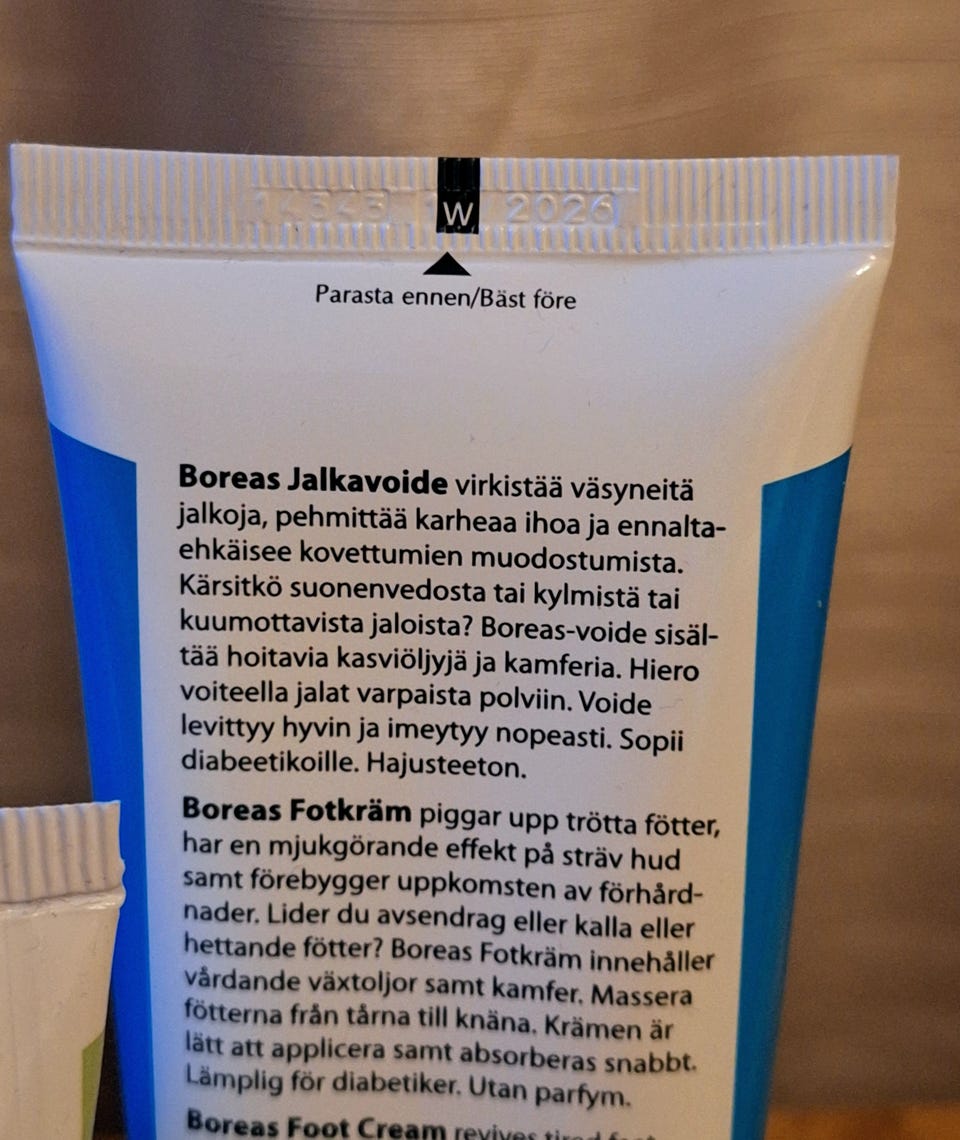 14343 W 2026
Parasta ennen/Bäst före
Boreas Jalkavoide virkistää väsyneitä
jalkoja, pehmittää karheaa ihoa ja ennalta-
ehkäisee kovettumien muodostumista.
Kärsitkö suonenvedosta tai kylmistä tai
kuumottavista jaloista? Boreas-voide sisäl-
tää hoitavia kasviöljyjä ja kamferia. Hiero
voiteella jalat varpaista polviin. Voide
levittyy hyvin ja imeytyy nopeasti. Sopii
diabeetikoille. Hajusteeton.
Boreas Fotkräm piggar upp trötta fötter,
har en mjukgörande effekt på sträv hud
samt förebygger uppkomsten av förhård-
nader. Lider du avsendrag eller kalla eller
hettande fötter? Boreas Fotkräm innehåller
vårdande växtoljor samt kamfer. Massera
fötterna från tårna till knäna. Krämen är
lätt att applicera samt absorberas snabbt.
Lämplig för diabetiker. Utan parfym.
Boreas Foot Cream revives tired feet